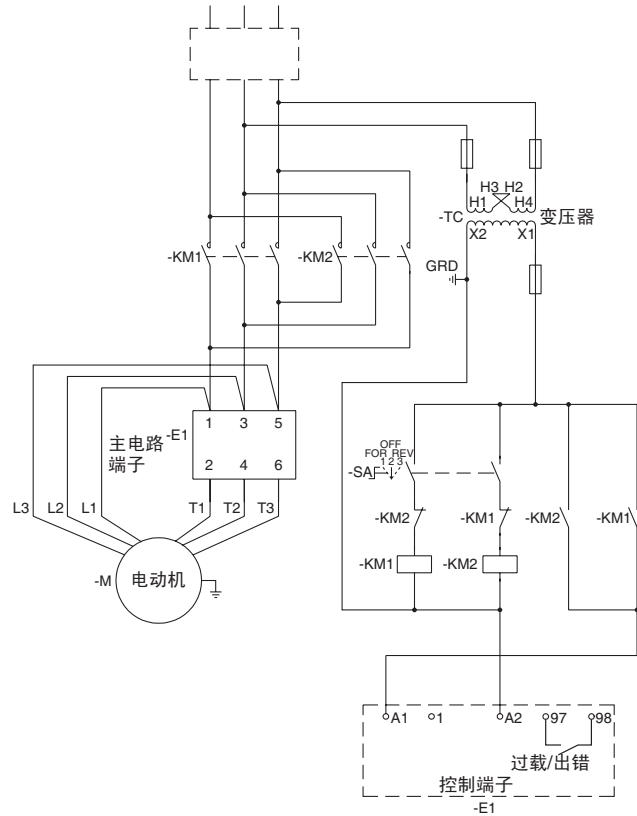 H3 H2
H1 H4
-TC 变压器
X2 X1
-KM1 -KM2
GRD
1 3 5
主电路 -E1
端子
2 4 6
OFF
FOR REV
1 2 3
-SA
L3 L2 L1 T1 T2 T3
-KM2 -KM1 -KM2 -KM1
-KM1 -KM2
-M 电动机
A1 1 A2 97 98
过载/出错
控制端子
-E1